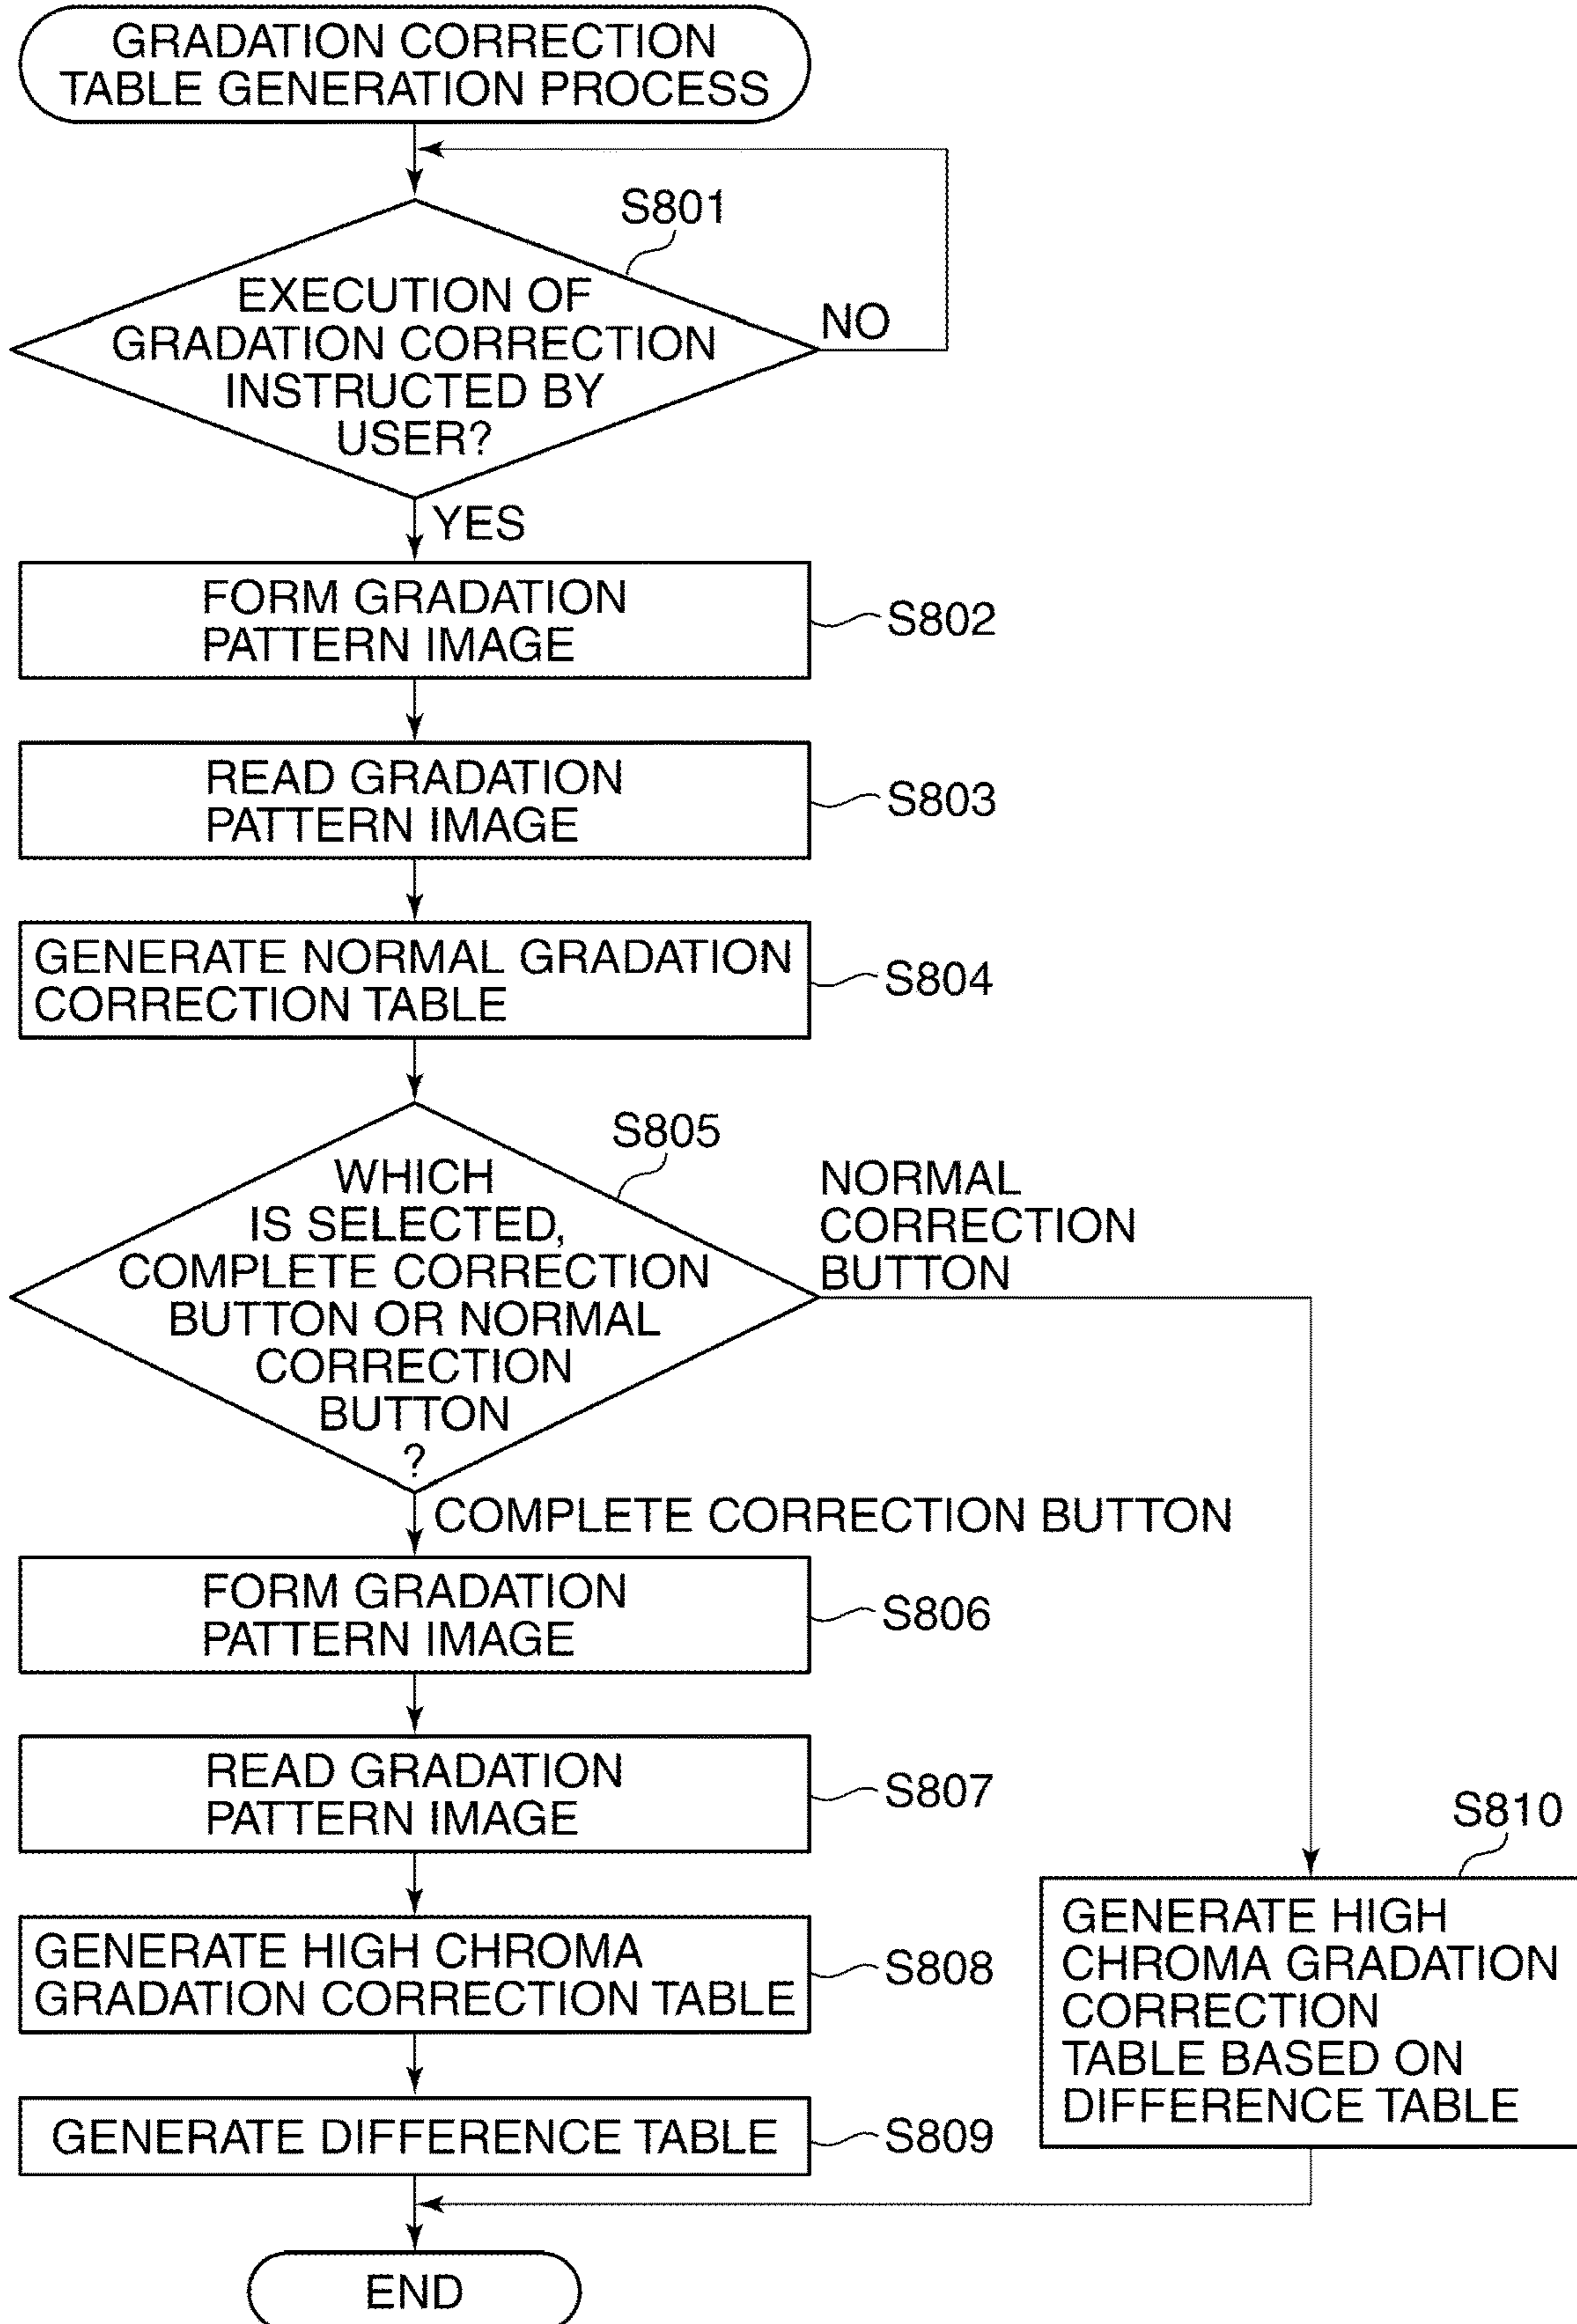 GRADATION CORRECTION
TABLE GENERATION PROCESS
S801
EXECUTION OF
GRADATION CORRECTION
INSTRUCTED BY
USER?
NO
YES
FORM GRADATION
PATTERN IMAGE
S802
READ GRADATION
PATTERN IMAGE
S803
GENERATE NORMAL GRADATION
CORRECTION TABLE
S804
S805
WHICH
IS SELECTED,
COMPLETE CORRECTION
BUTTON OR NORMAL
CORRECTION
BUTTON
?
NORMAL
CORRECTION
BUTTON
COMPLETE CORRECTION BUTTON
FORM GRADATION
PATTERN IMAGE
S806
READ GRADATION
PATTERN IMAGE
S807
GENERATE HIGH CHROMA
GRADATION CORRECTION TABLE
S808
GENERATE DIFFERENCE TABLE
S809
S810
GENERATE HIGH
CHROMA GRADATION
CORRECTION
TABLE BASED ON
DIFFERENCE TABLE
END